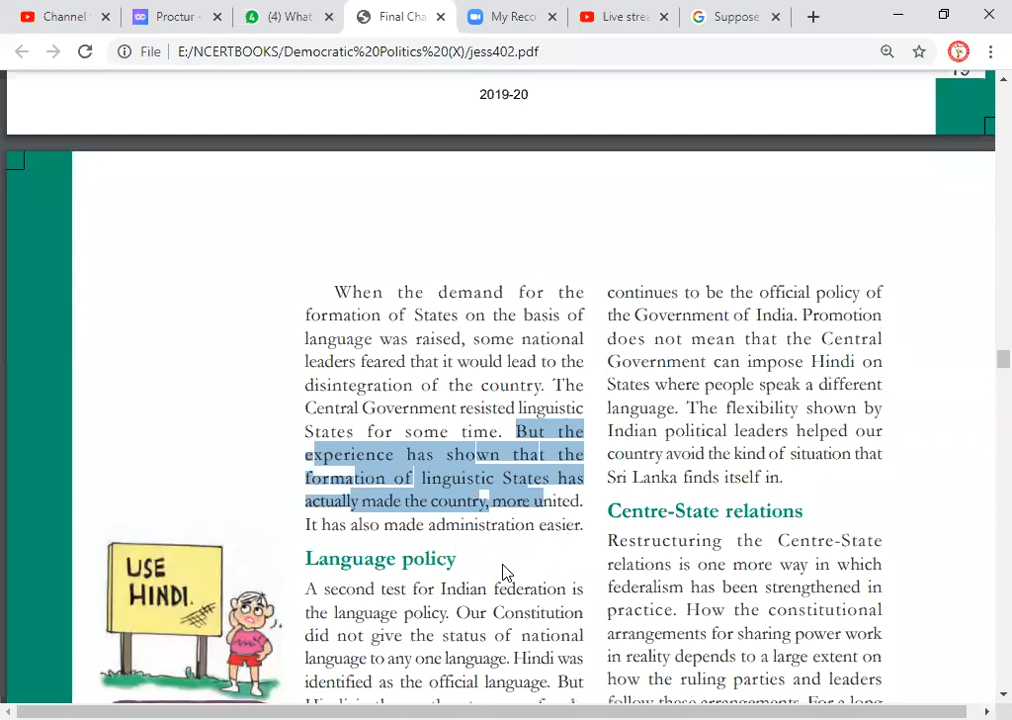 Channel
Proctur -
(4) What
Final Cha
My Reco
Live strea
Suppose
File
E:/NCERTBOOKS/Democratic%20Politics%20(X)/jess402.pdf
2019-20
When the demand for the
formation of States on the basis of
language was raised, some national
leaders feared that it would lead to the
disintegration of the country. The
Central Government resisted linguistic
States for some time. But the
experience has shown that the
formation of linguistic States has
actually made the country, more united.
It has also made administration easier.
Language policy
A second test for Indian federation is
the language policy. Our Constitution
did not give the status of national
language to any one language. Hindi was
identified as the official language. But
USE
HINDI.
continues to be the official policy of
the Government of India. Promotion
does not mean that the Central
Government can impose Hindi on
States where people speak a different
language. The flexibility shown by
Indian political leaders helped our
country avoid the kind of situation that
Sri Lanka finds itself in.
Centre-State relations
Restructuring the Centre-State
relations is one more way in which
federalism has been strengthened in
practice. How the constitutional
arrangements for sharing power work
in reality depends to a large extent on
how the ruling parties and leaders
follow these arrangements. For a long